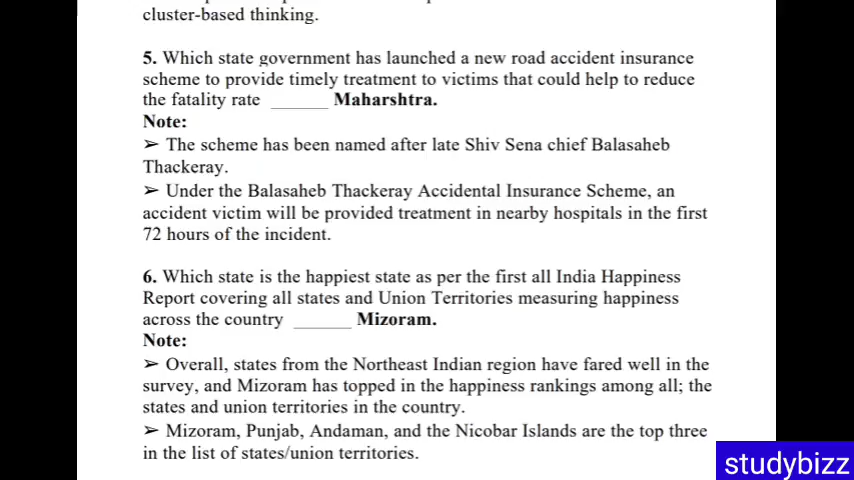 cluster-based thinking.
5. Which state government has launched a new road accident insurance
scheme to provide timely treatment to victims that could help to reduce
the fatality rate ______ Maharshtra.
Note:
➢ The scheme has been named after late Shiv Sena chief Balasaheb
Thackeray.
➢ Under the Balasaheb Thackeray Accidental Insurance Scheme, an
accident victim will be provided treatment in nearby hospitals in the first
72 hours of the incident.
6. Which state is the happiest state as per the first all India Happiness
Report covering all states and Union Territories measuring happiness
across the country ______ Mizoram.
Note:
➢ Overall, states from the Northeast Indian region have fared well in the
survey, and Mizoram has topped in the happiness rankings among all; the
states and union territories in the country.
➢ Mizoram, Punjab, Andaman, and the Nicobar Islands are the top three
in the list of states/union territories.
studybizz